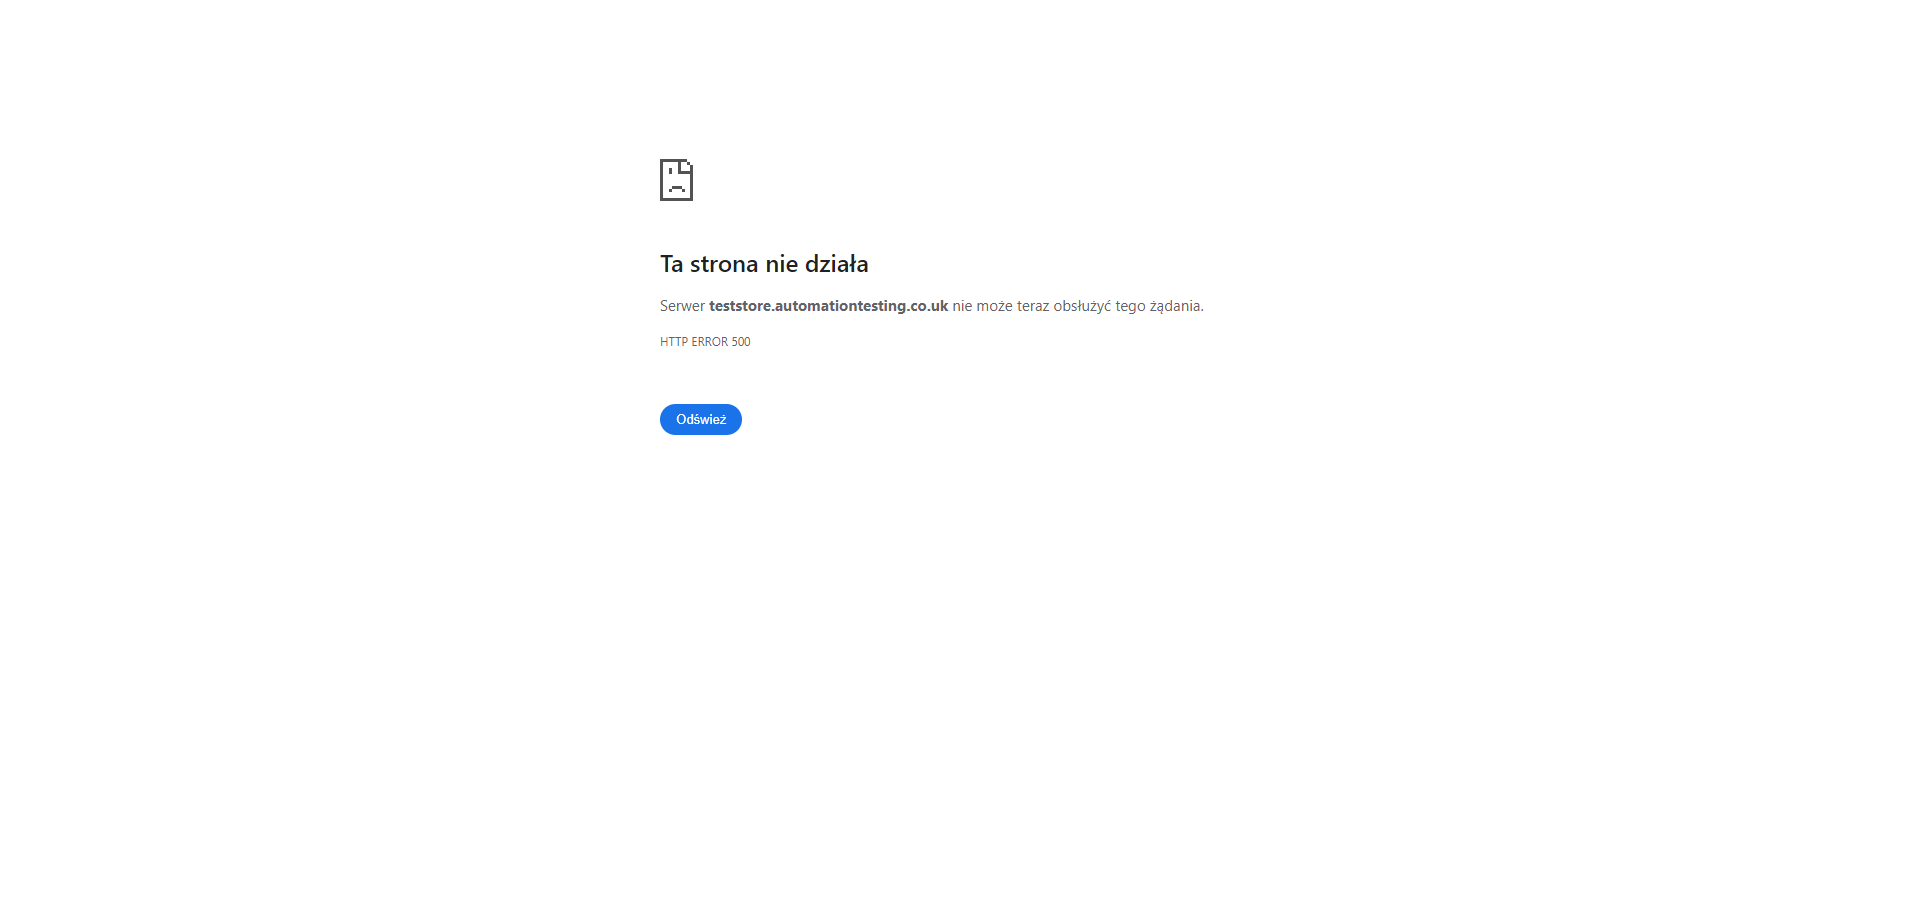 Ta strona nie działa
Serwer teststore.automationtesting.co.uk nie może teraz obsłużyć tego żądania.
HTTP ERROR 500
Odśwież